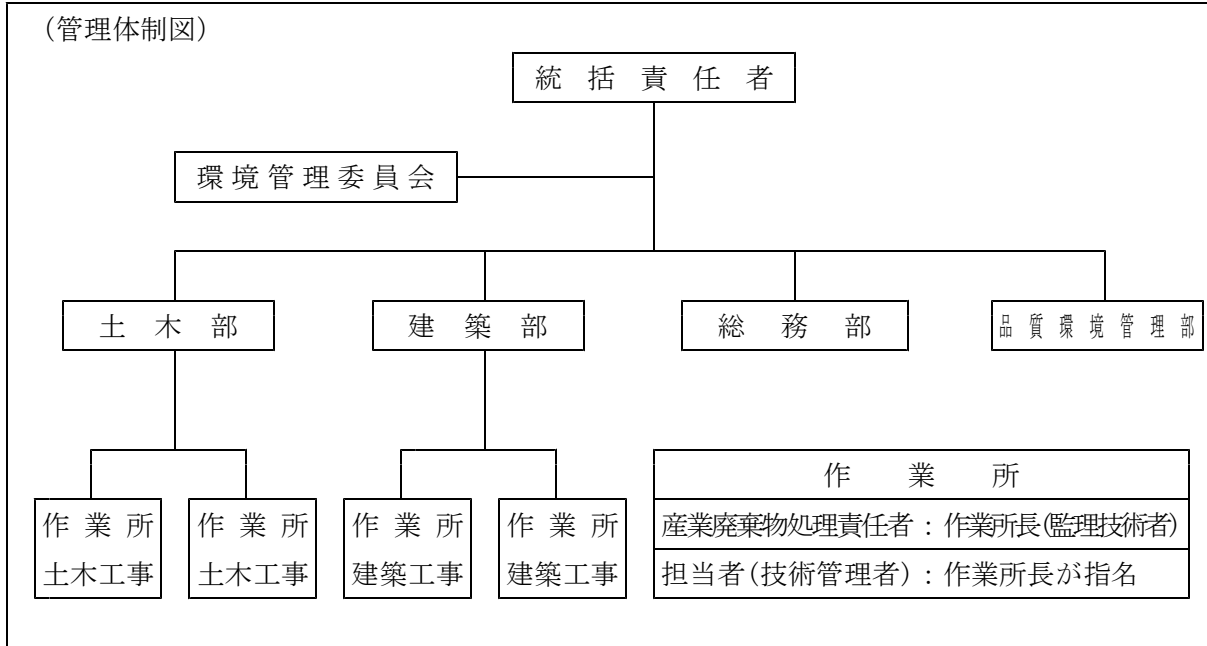 （管理体制図）
統括責任者
環境管理委員会
土木部
建築部
総務部
品質環境管理部
作業所
土木工事
作業所
土木工事
作業所
建築工事
作業所
建築工事
作業所
産業廃棄物処理責任者：作業所長(監理技術者)
担当者(技術管理者)：作業所長が指名